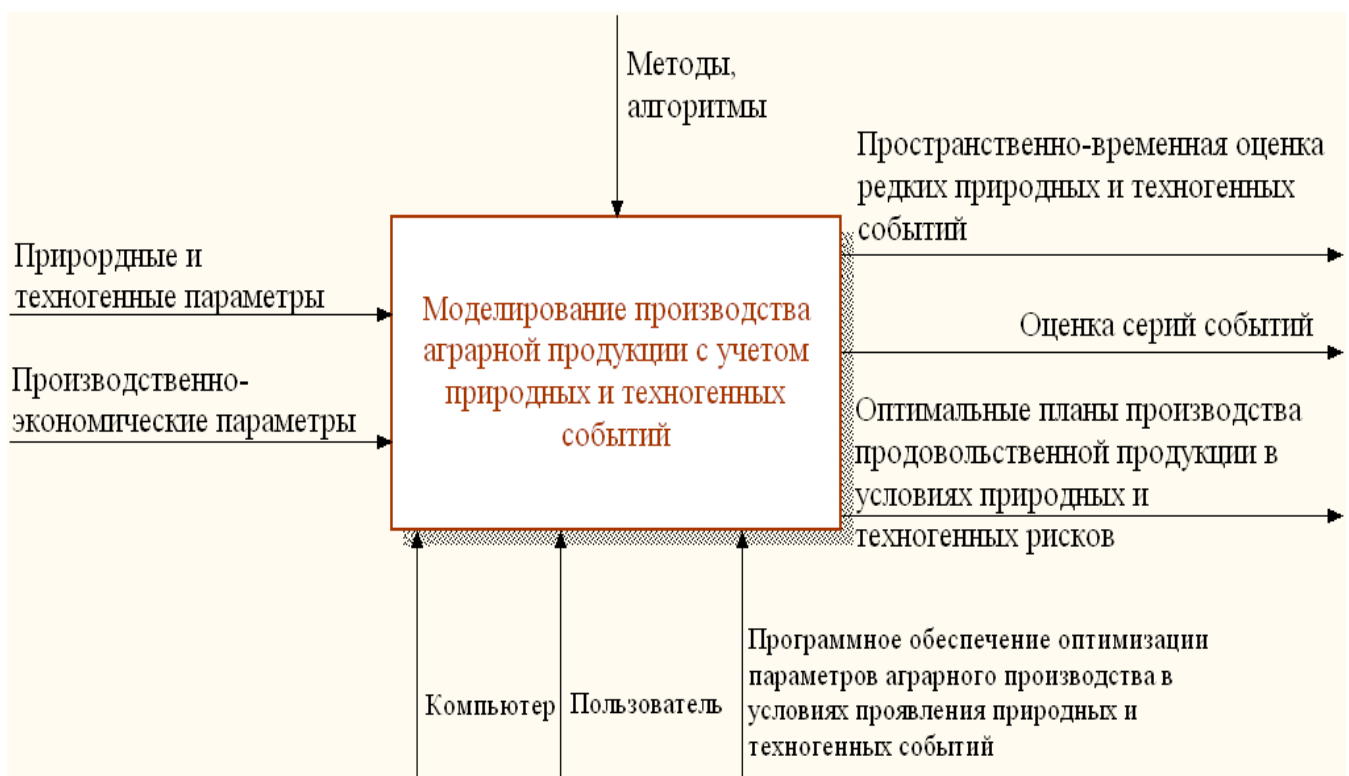 Методы,
алгоритмы
Пространственно-временная оценка
редких природных и техногенных
событий
Прирордные и
техногенные параметры
Моделирование производства
аграрной продукции с учетом
природных и техногенных
событий
Оценка серий событий
Производственно-
экономические параметры
Оптимальные планы производства
продовольственной продукции в
условиях природных и
техногенных рисков
Компьютер
Пользователь
Программное обеспечение оптимизации
параметров аграрного производства в
условиях проявления природных и
техногенных событий